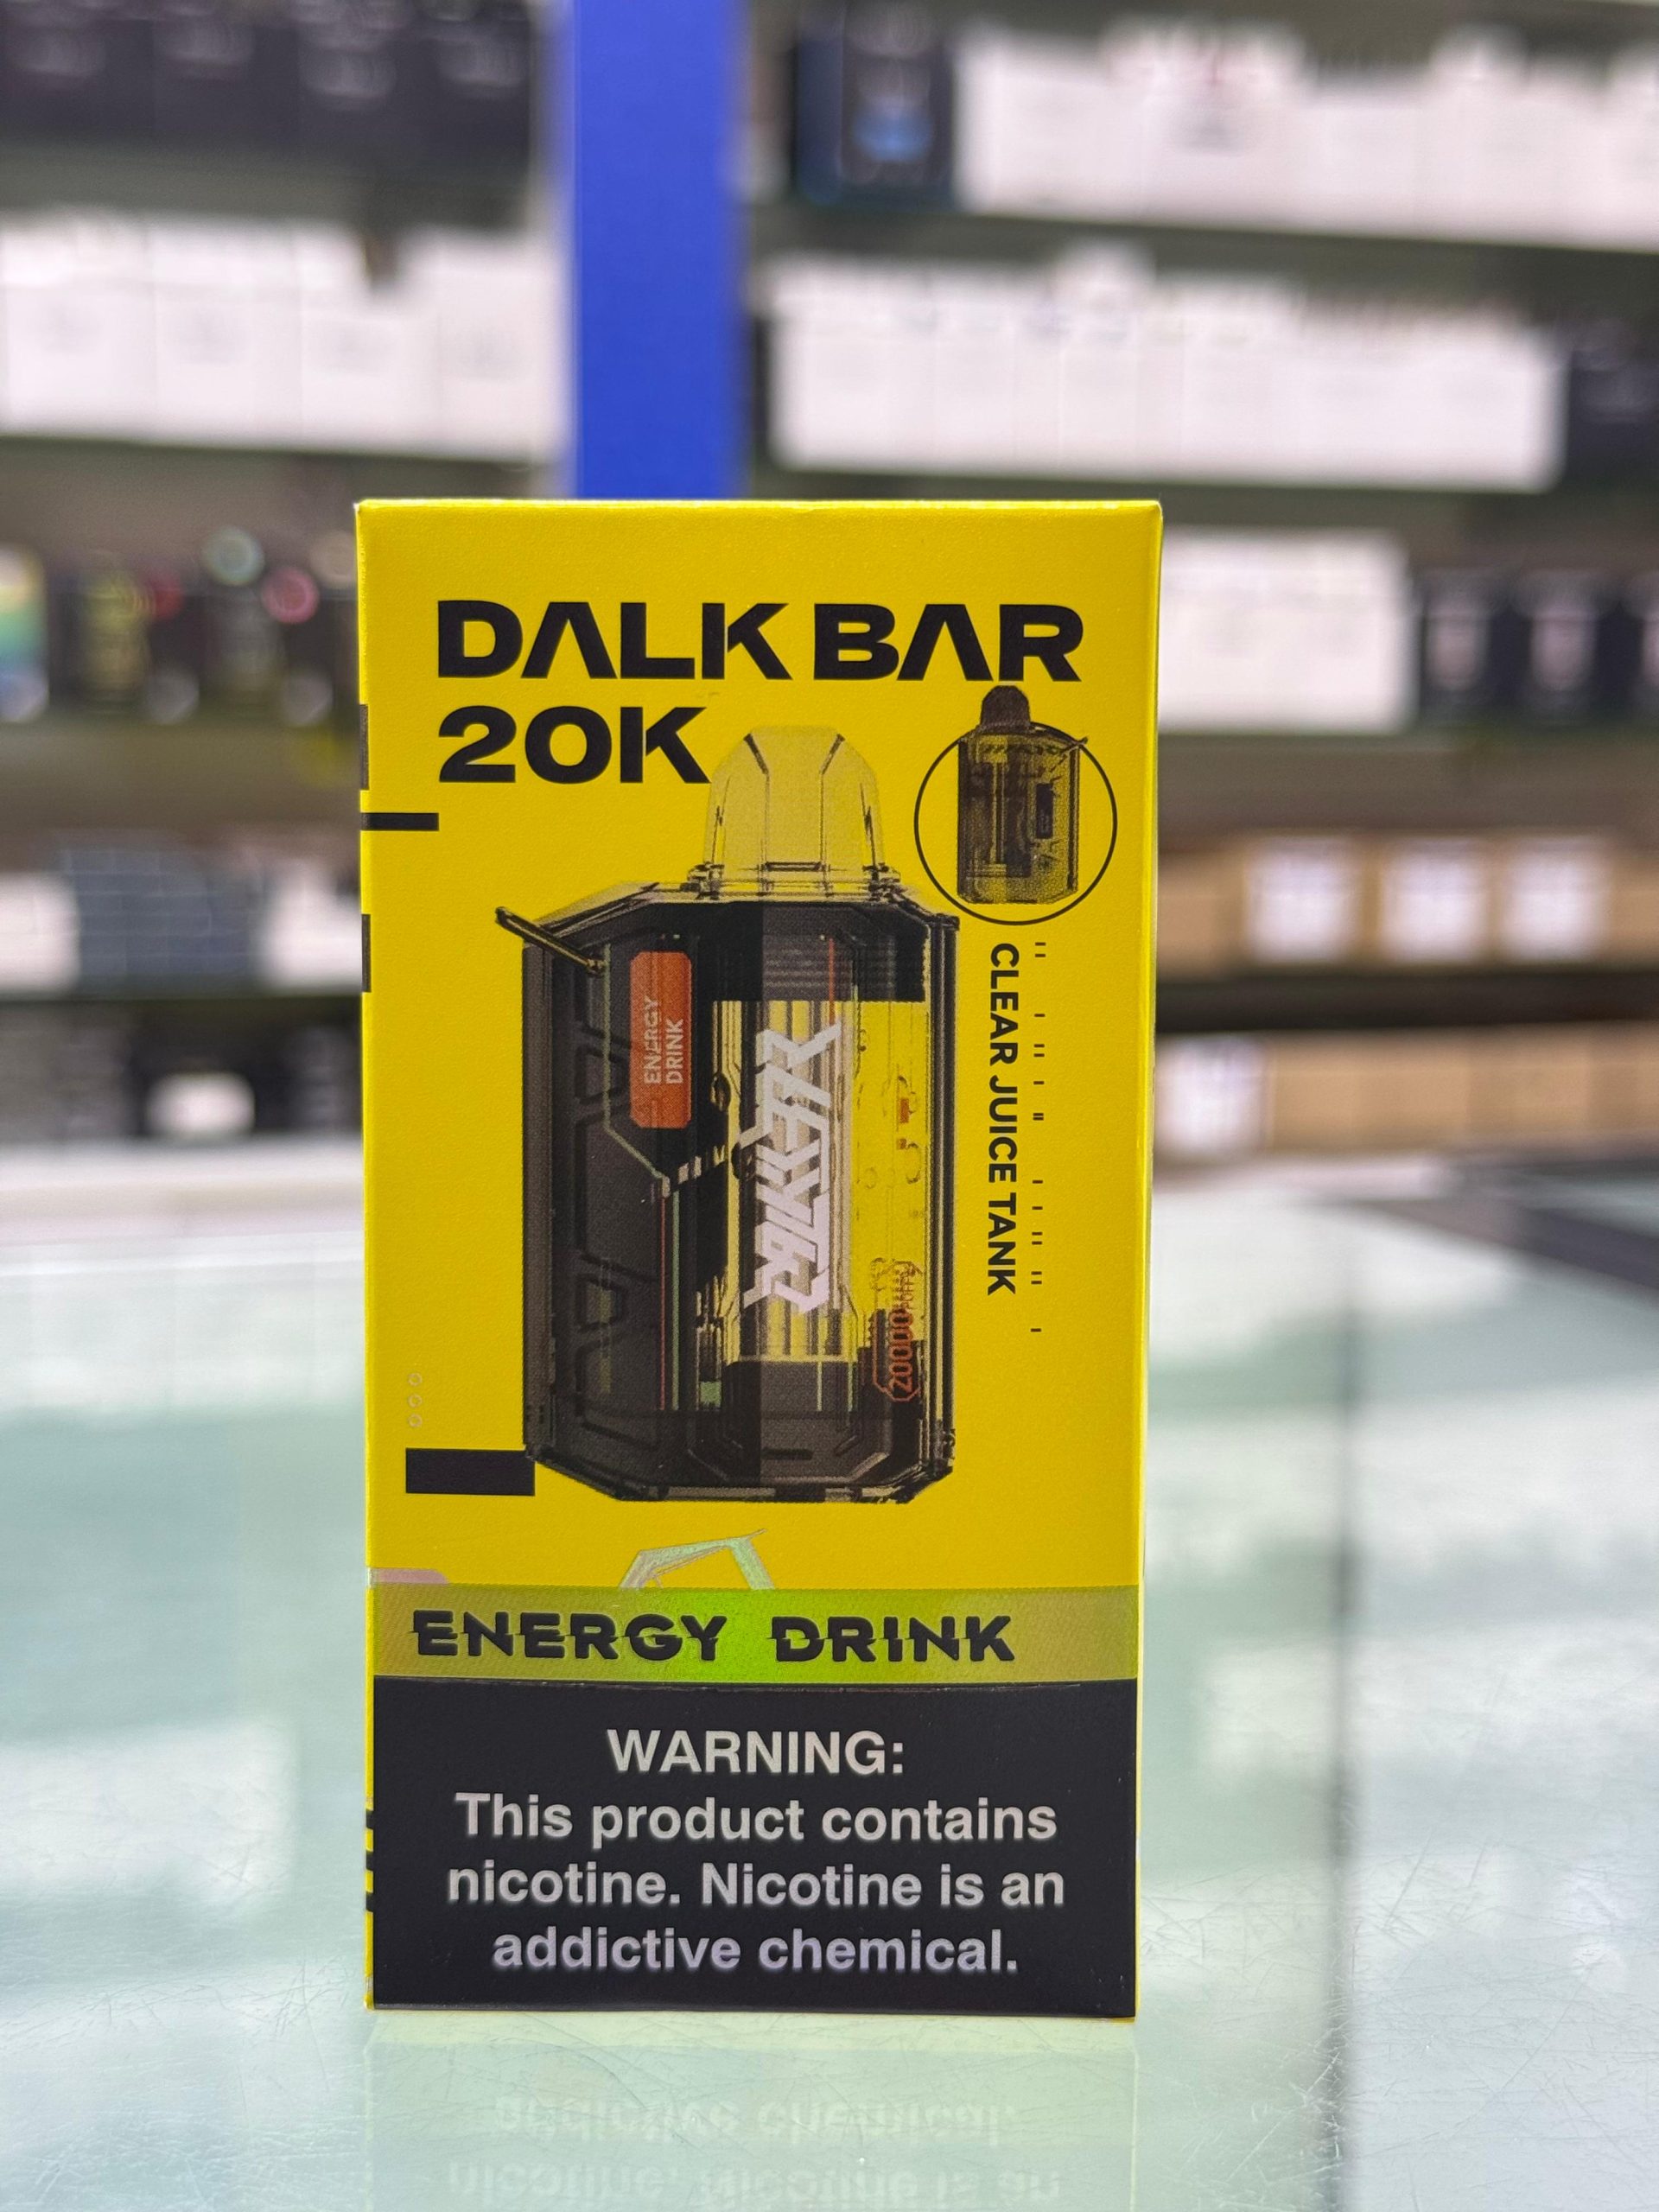 DALK BAR
20K
ENERGY
DRINK
CLEAR JUICE TANK
ENERGY DRINK
WARNING:
This product contains
nicotine. Nicotine is an
addictive chemical.